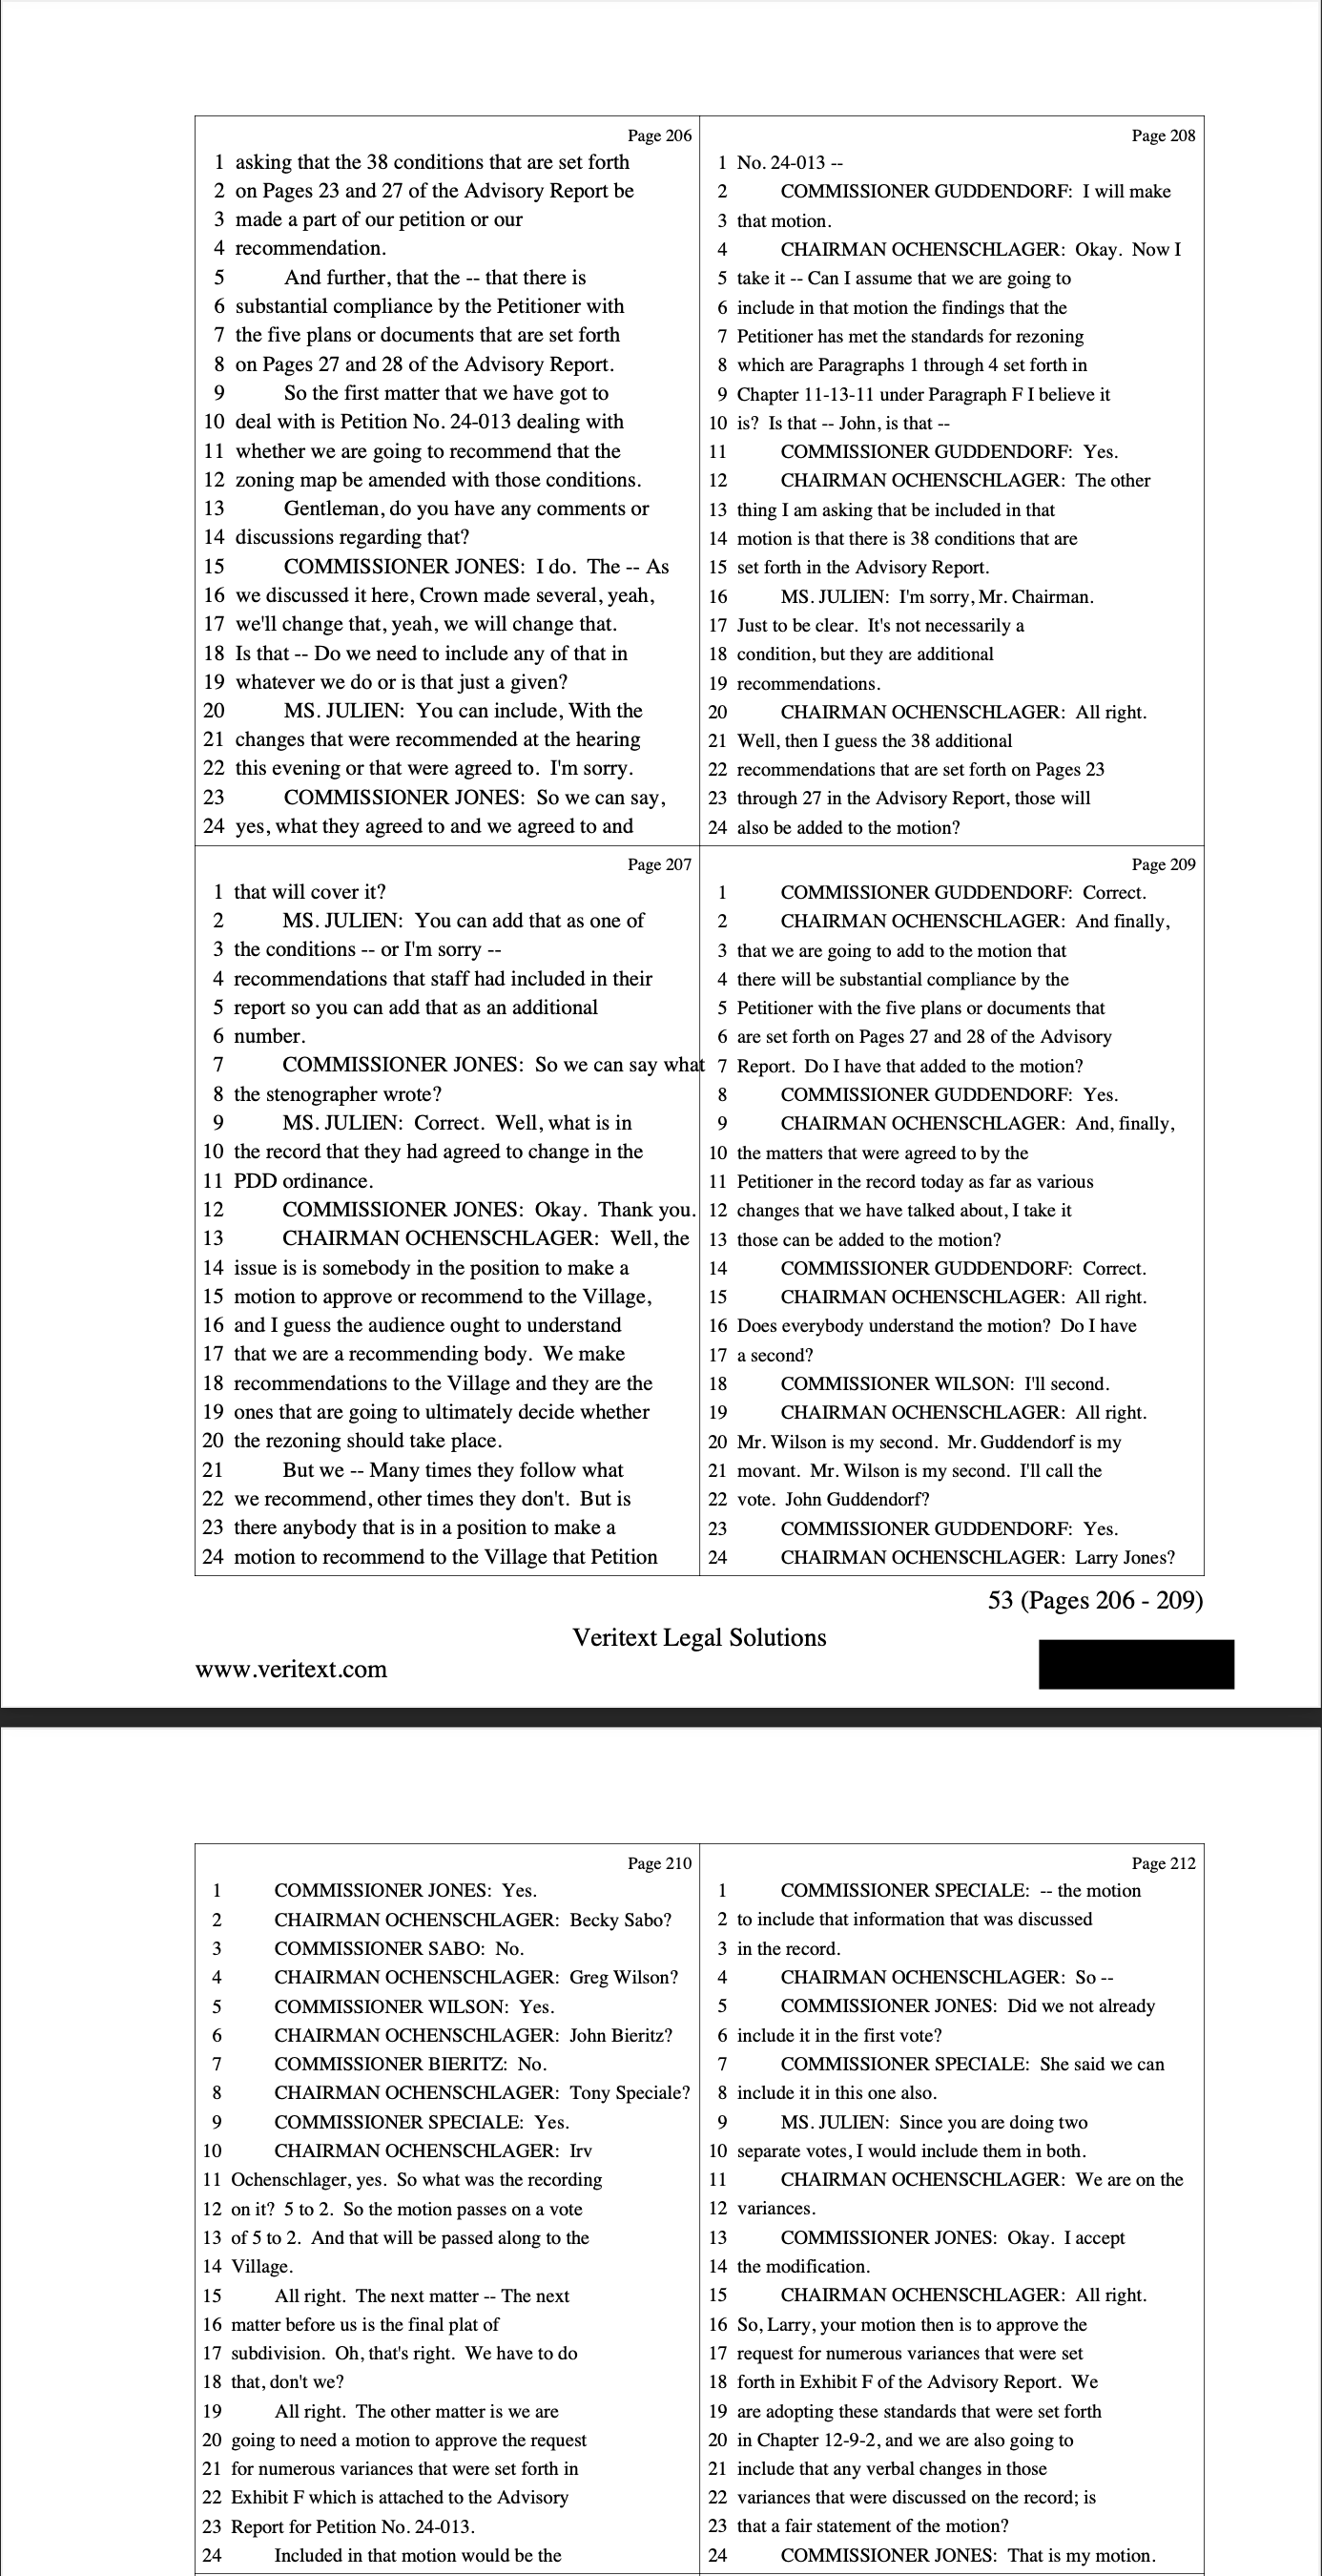 Page 206
1 asking that the 38 conditions that are set forth
2 on Pages 23 and 27 of the Advisory Report be
3 made a part of our petition or our
4 recommendation.
5 And further, that the -- that there is
6 substantial compliance by the Petitioner with
7 the five plans or documents that are set forth
8 on Pages 27 and 28 of the Advisory Report.
9 So the first matter that we have got to
10 deal with is Petition No. 24-013 dealing with
11 whether we are going to recommend that the
12 zoning map be amended with those conditions.
13 Gentleman, do you have any comments or
14 discussions regarding that?
15 COMMISSIONER JONES: I do. The -- As
16 we discussed it here, Crown made several, yeah,
17 we'll change that, yeah, we will change that.
18 Is that -- Do we need to include any of that in
19 whatever we do or is that just a given?
20 MS. JULIEN: You can include, With the
21 changes that were recommended at the hearing
22 this evening or that were agreed to. I'm sorry.
23 COMMISSIONER JONES: So we can say,
24 yes, what they agreed to and we agreed to and
Page 207
1 that will cover it?
2 MS. JULIEN: You can add that as one of
3 the conditions -- or I'm sorry --
4 recommendations that staff had included in their
5 report so you can add that as an additional
6 number.
7 COMMISSIONER JONES: So we can say what
8 the stenographer wrote?
9 MS. JULIEN: Correct. Well, what is in
10 the record that they had agreed to change in the
11 PDD ordinance.
12 COMMISSIONER JONES: Okay. Thank you.
13 CHAIRMAN OCHENSCHLAGER: Well, the
14 issue is is somebody in the position to make a
15 motion to approve or recommend to the Village,
16 and I guess the audience ought to understand
17 that we are a recommending body. We make
18 recommendations to the Village and they are the
19 ones that are going to ultimately decide whether
20 the rezoning should take place.
21 But we -- Many times they follow what
22 we recommend, other times they don't. But is
23 there anybody that is in a position to make a
24 motion to recommend to the Village that Petition
Page 208
1 No. 24-013 --
2 COMMISSIONER GUDDENDORF: I will make
3 that motion.
4 CHAIRMAN OCHENSCHLAGER: Okay. Now I
5 take it -- Can I assume that we are going to
6 include in that motion the findings that the
7 Petitioner has met the standards for rezoning
8 which are Paragraphs 1 through 4 set forth in
9 Chapter 11-13-11 under Paragraph F I believe it
10 is? Is that -- John, is that --
11 COMMISSIONER GUDDENDORF: Yes.
12 CHAIRMAN OCHENSCHLAGER: The other
13 thing I am asking that be included in that
14 motion is that there is 38 conditions that are
15 set forth in the Advisory Report.
16 MS. JULIEN: I'm sorry, Mr. Chairman.
17 Just to be clear. It's not necessarily a
18 condition, but they are additional
19 recommendations.
20 CHAIRMAN OCHENSCHLAGER: All right.
21 Well, then I guess the 38 additional
22 recommendations that are set forth on Pages 23
23 through 27 in the Advisory Report, those will
24 also be added to the motion?
Page 209
1 COMMISSIONER GUDDENDORF: Correct.
2 CHAIRMAN OCHENSCHLAGER: And finally,
3 that we are going to add to the motion that
4 there will be substantial compliance by the
5 Petitioner with the five plans or documents that
6 are set forth on Pages 27 and 28 of the Advisory
7 Report. Do I have that added to the motion?
8 COMMISSIONER GUDDENDORF: Yes.
9 CHAIRMAN OCHENSCHLAGER: And, finally,
10 the matters that were agreed to by the
11 Petitioner in the record today as far as various
12 changes that we have talked about, I take it
13 those can be added to the motion?
14 COMMISSIONER GUDDENDORF: Correct.
15 CHAIRMAN OCHENSCHLAGER: All right.
16 Does everybody understand the motion? Do I have
17 a second?
18 COMMISSIONER WILSON: I'll second.
19 CHAIRMAN OCHENSCHLAGER: All right.
20 Mr. Wilson is my second. Mr. Guddendorf is my
21 movant. Mr. Wilson is my second. I'll call the
22 vote. John Guddendorf?
23 COMMISSIONER GUDDENDORF: Yes.
24 CHAIRMAN OCHENSCHLAGER: Larry Jones?
53 (Pages 206 - 209)
Veritext Legal Solutions
www.veritext.com
Page 210
1 COMMISSIONER JONES: Yes.
2 CHAIRMAN OCHENSCHLAGER: Becky Sabo?
3 COMMISSIONER SABO: No.
4 CHAIRMAN OCHENSCHLAGER: Greg Wilson?
5 COMMISSIONER WILSON: Yes.
6 CHAIRMAN OCHENSCHLAGER: John Bieritz?
7 COMMISSIONER BIERITZ: No.
8 CHAIRMAN OCHENSCHLAGER: Tony Speciale?
9 COMMISSIONER SPECIALE: Yes.
10 CHAIRMAN OCHENSCHLAGER: Irv
11 Ochenschlager, yes. So what was the recording
12 on it? 5 to 2. So the motion passes on a vote
13 of 5 to 2. And that will be passed along to the
14 Village.
15 All right. The next matter -- The next
16 matter before us is the final plat of
17 subdivision. Oh, that's right. We have to do
18 that, don't we?
19 All right. The other matter is we are
20 going to need a motion to approve the request
21 for numerous variances that were set forth in
22 Exhibit F which is attached to the Advisory
23 Report for Petition No. 24-013.
24 Included in that motion would be the
Page 212
1 COMMISSIONER SPECIALE: -- the motion
2 to include that information that was discussed
3 in the record.
4 CHAIRMAN OCHENSCHLAGER: So --
5 COMMISSIONER JONES: Did we not already
6 include it in the first vote?
7 COMMISSIONER SPECIALE: She said we can
8 include it in this one also.
9 MS. JULIEN: Since you are doing two
10 separate votes, I would include them in both.
11 CHAIRMAN OCHENSCHLAGER: We are on the
12 variances.
13 COMMISSIONER JONES: Okay. I accept
14 the modification.
15 CHAIRMAN OCHENSCHLAGER: All right.
16 So, Larry, your motion then is to approve the
17 request for numerous variances that were set
18 forth in Exhibit F of the Advisory Report. We
19 are adopting these standards that were set forth
20 in Chapter 12-9-2, and we are also going to
21 include that any verbal changes in those
22 variances that were discussed on the record; is
23 that a fair statement of the motion?
24 COMMISSIONER JONES: That is my motion.